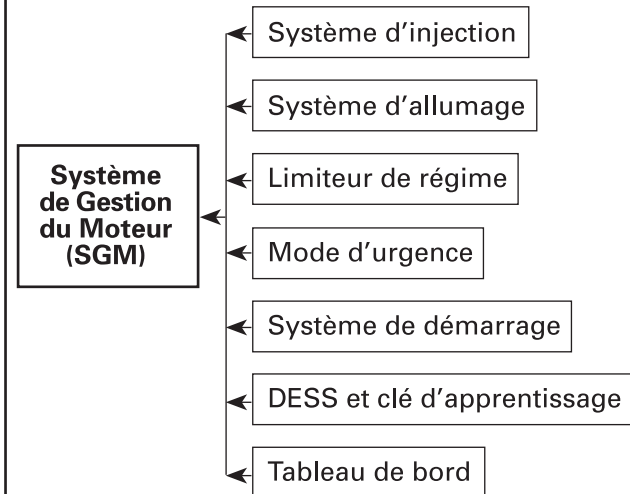 Système d’injection
Système d’allumage
Système
de Gestion
du Moteur
(SGM)
Limiteur de régime
Mode d’urgence
Système de démarrage
DESS et clé d’apprentissage
Tableau de bord